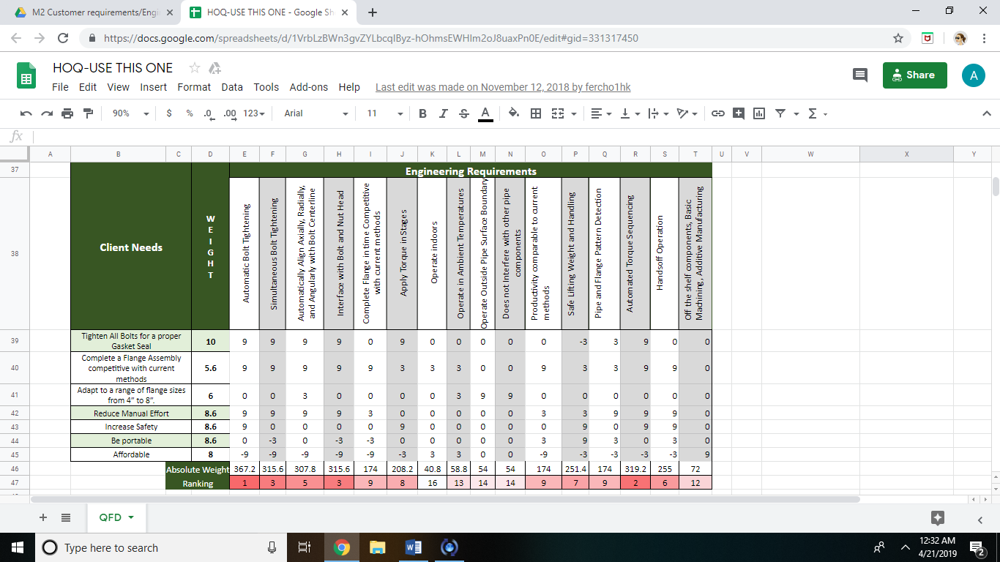 M2 Customer requirements/Engi
HOQ-USE THIS ONE - Google Sh
https://docs.google.com/spreadsheets/d/1VrbLzBWn3gvZYLbcqIByz-hOhmsEWHIm2oJ8uaxPn0E/edit#gid=331317450
HOQ-USE THIS ONE
Share
A
File Edit View Insert Format Data Tools Add-ons Help Last edit was made on November 12, 2018 by fercho1hk
90% $ % .0 .00 123 Arial 11 B I S A
fx
A B C D E F G H I J K L M N O P Q R S T U V W X Y
37 Engineering Requirements
38 Client Needs
WEIGHT
Automatic Bolt Tightening
Simultaneous Bolt Tightening
Automatically Align Axially, Radially,
and Angularly with Bolt Centerline
Interface with Bolt and Nut Head
Complete Flange in time Competitive
with current methods
Apply Torque in Stages
Operate indoors
Operate in Ambient Temperatures
Operate Outside Pipe Surface Boundary
Does not Interfere with other pipe
components
Productivity comparable to current
methods
Safe Lifting Weight and Handling
Pipe and Flange Pattern Detection
Automated Torque Sequencing
Handsoff Operation
Off the shelf components, Basic
Machining, Additive Manufacturing
39 Tighten All Bolts for a proper
Gasket Seal 10 9 9 9 9 0 9 0 0 0 0 0 -3 3 9 0 0
40 Complete a Flange Assembly
competitive with current
methods 5.6 9 9 9 9 9 3 3 3 0 0 9 3 3 9 9 0
41 Adapt to a range of flange sizes
from 4" to 8". 6 0 0 3 0 0 0 0 3 9 9 0 0 0 0 0 0
42 Reduce Manual Effort 8.6 9 9 9 9 3 0 0 0 0 0 3 3 9 9 9 0
43 Increase Safety 8.6 9 0 0 0 0 9 0 0 0 0 0 9 0 9 9 0
44 Be portable 8.6 0 -3 0 -3 -3 0 0 0 0 0 3 9 3 0 3 0
45 Affordable 8 -9 -9 -9 -9 -9 -3 3 3 0 0 -9 -3 -3 -3 -3 9
46 Absolute Weight 367.2 315.6 307.8 315.6 174 208.2 40.8 58.8 54 54 174 251.4 174 319.2 255 72
47 Ranking 1 3 5 3 9 8 16 13 14 14 9 7 9 2 6 12
QFD
Type here to search
12:32 AM
4/21/2019
2